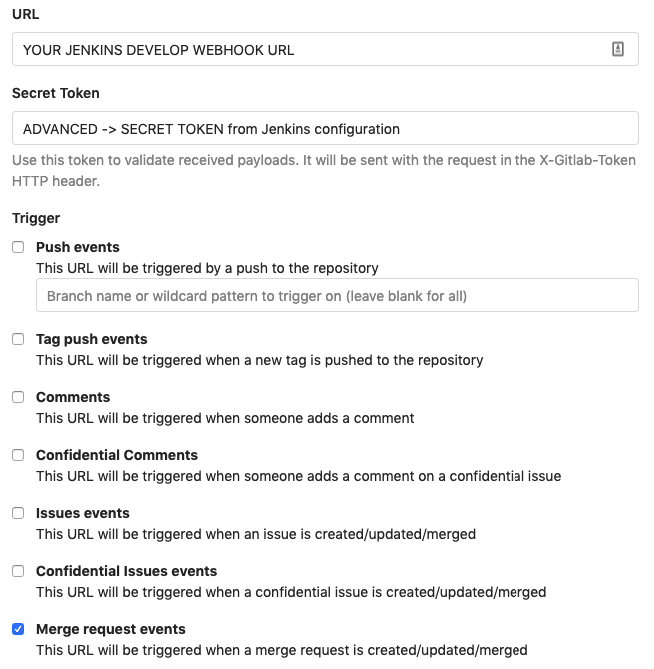 URL
YOUR JENKINS DEVELOP WEBHOOK URL
Secret Token
ADVANCED -> SECRET TOKEN from Jenkins configuration
Use this token to validate received payloads. It will be sent with the request in the X-Gitlab-Token
HTTP header.
Trigger
Push events
This URL will be triggered by a push to the repository
Branch name or wildcard pattern to trigger on (leave blank for all)
Tag push events
This URL will be triggered when a new tag is pushed to the repository
Comments
This URL will be triggered when someone adds a comment
Confidential Comments
This URL will be triggered when someone adds a comment on a confidential issue
Issues events
This URL will be triggered when an issue is created/updated/merged
Confidential Issues events
This URL will be triggered when a confidential issue is created/updated/merged
Merge request events
This URL will be triggered when a merge request is created/updated/merged